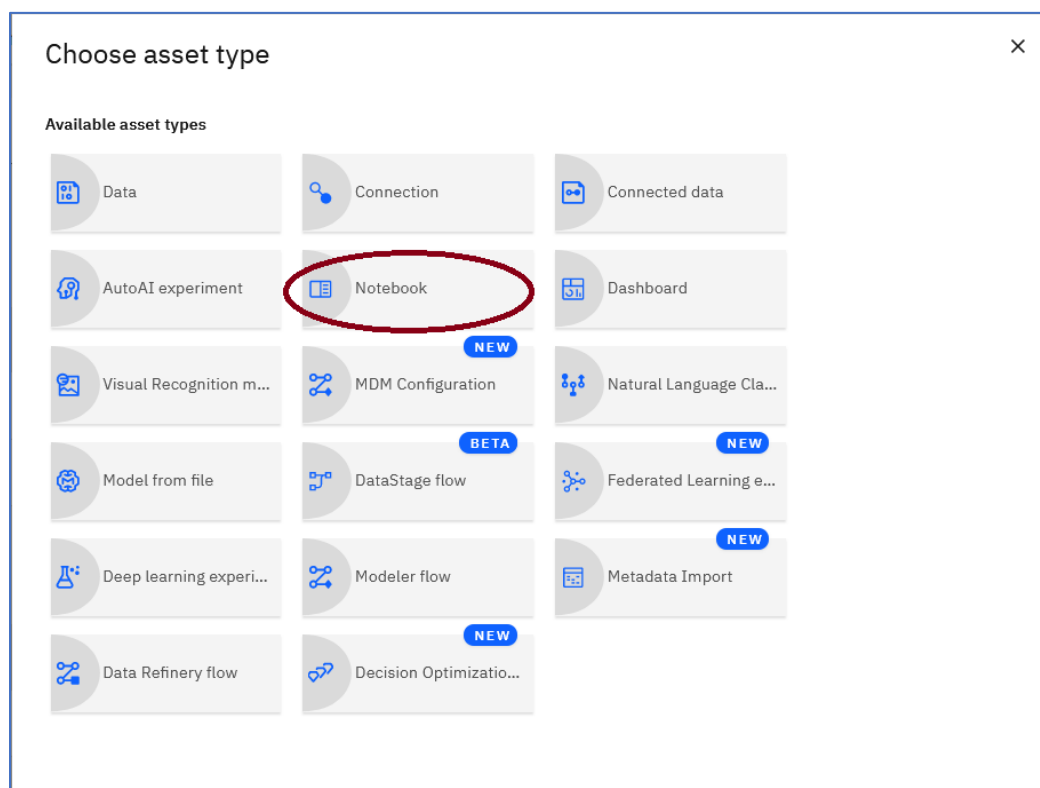 Choose asset type
Available asset types
Data
Connection
Connected data
AutoAI experiment
Notebook
Dashboard
NEW
Visual Recognition m...
MDM Configuration
Natural Language Cla...
BETA
NEW
Model from file
DataStage flow
Federated Learning e...
NEW
Deep learning experi...
Modeler flow
Metadata Import
NEW
Data Refinery flow
Decision Optimizatio...